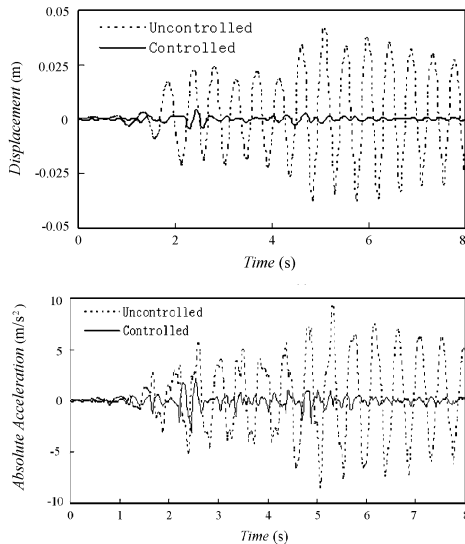 0.05
Uncontrolled
Controlled
0.025
0
-0.025
-0.05
Displacement (m)
0 2 4 6 8
Time (s)
10
Uncontrolled
Controlled
5
0
-5
-10
Absolute Acceleration (m/s²)
0 1 2 3 4 5 6 7 8
Time (s)